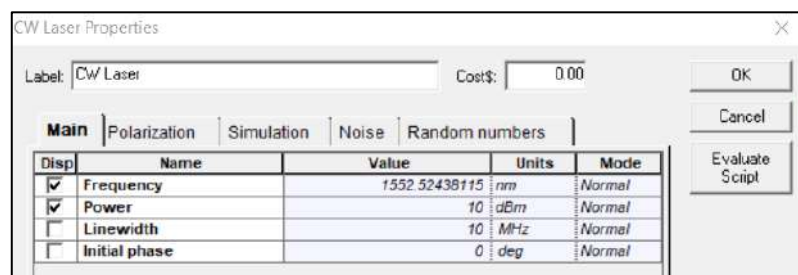 CW Laser Properties
Label: CW Laser Cost$: 0.00 OK
Main Polarization Simulation Noise Random numbers Cancel
Disp Name Value Units Mode Evaluate Script
Frequency 1552.52438115 nm Normal
Power 10 dBm Normal
Linewidth 10 MHz Normal
Initial phase 0 deg Normal